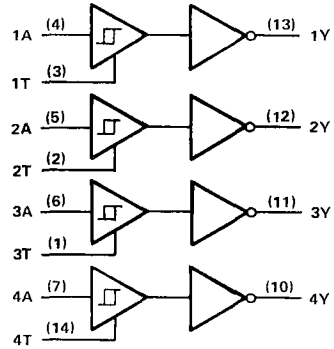 1A (4) (13) 1Y
1T (3)
2A (5) (12) 2Y
2T (2)
3A (6) (11) 3Y
3T (1)
4A (7) (10) 4Y
4T (14)